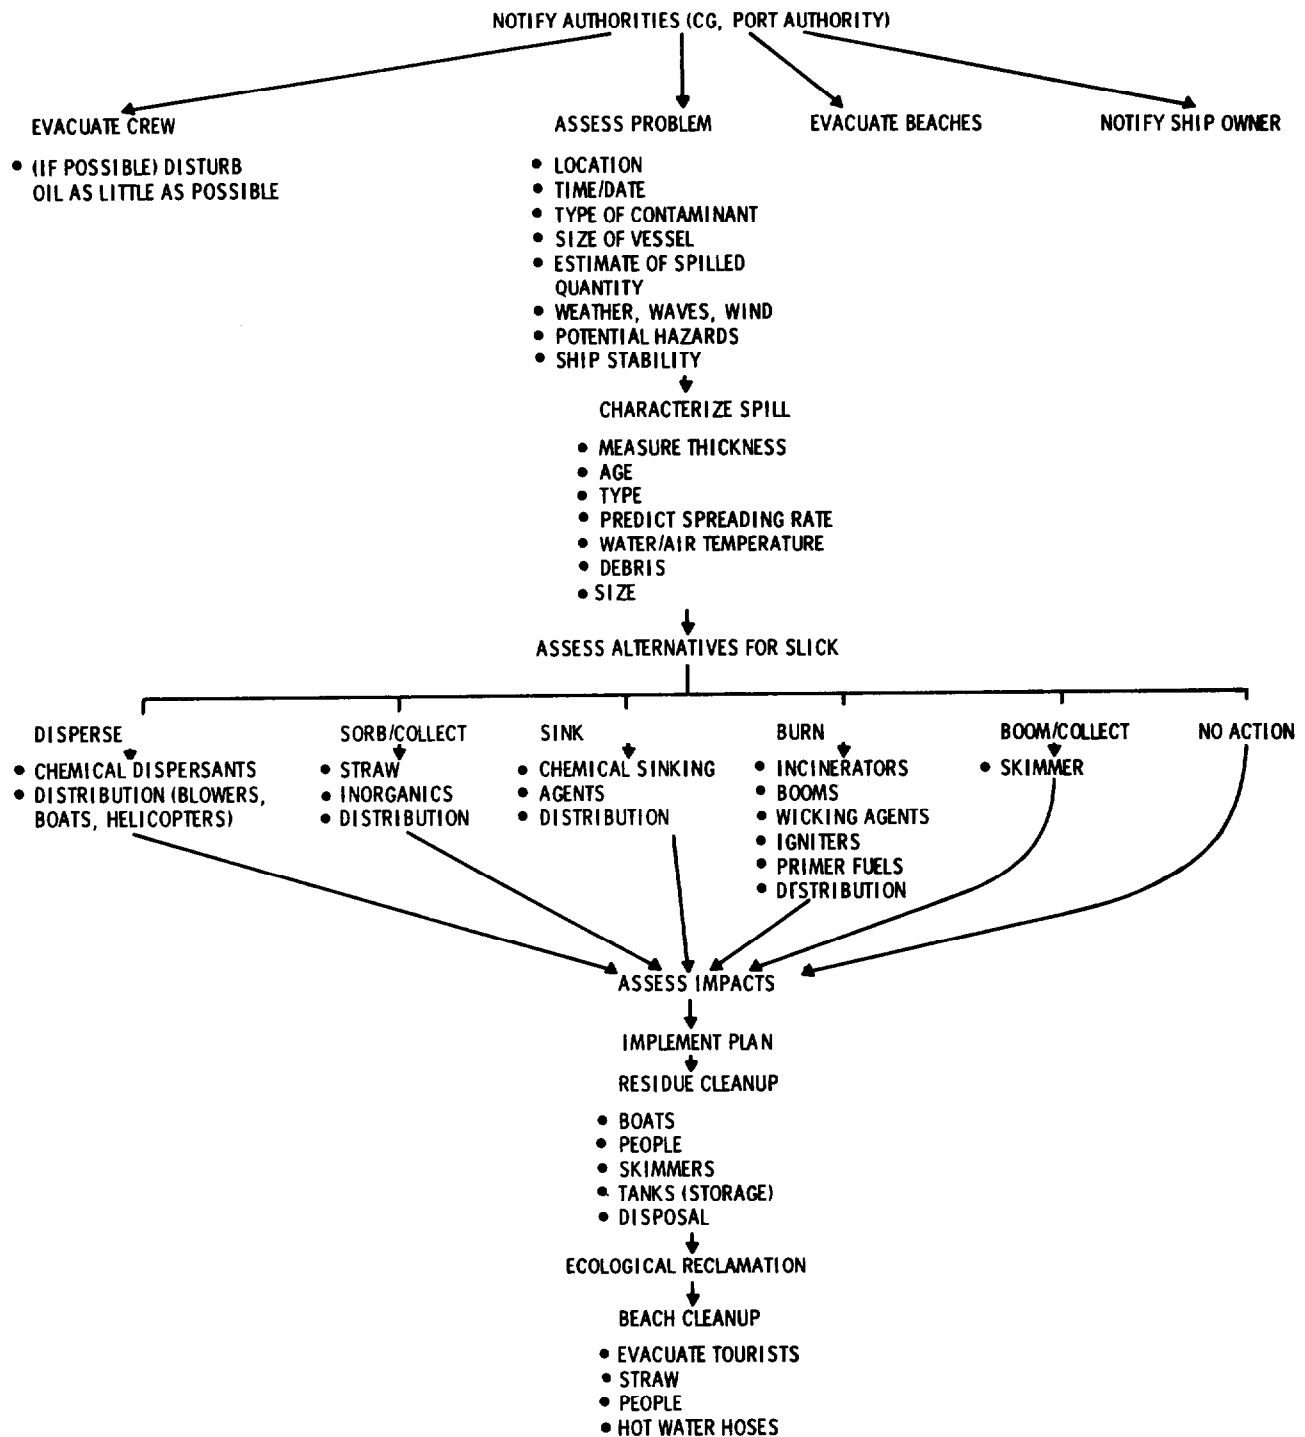 NOTIFY AUTHORITIES (CG, PORT AUTHORITY)
EVACUATE CREW
• (IF POSSIBLE) DISTURB
OIL AS LITTLE AS POSSIBLE
ASSESS PROBLEM
• LOCATION
• TIME/DATE
• TYPE OF CONTAMINANT
• SIZE OF VESSEL
• ESTIMATE OF SPILLED
QUANTITY
• WEATHER, WAVES, WIND
• POTENTIAL HAZARDS
• SHIP STABILITY
EVACUATE BEACHES
NOTIFY SHIP OWNER
CHARACTERIZE SPILL
• MEASURE THICKNESS
• AGE
• TYPE
• PREDICT SPREADING RATE
• WATER/AIR TEMPERATURE
• DEBRIS
• SIZE
ASSESS ALTERNATIVES FOR SLICK
DISPERSE
• CHEMICAL DISPERSANTS
• DISTRIBUTION (BLOWERS,
BOATS, HELICOPTERS)
SORB/COLLECT
• STRAW
• INORGANICS
• DISTRIBUTION
SINK
• CHEMICAL SINKING
• AGENTS
• DISTRIBUTION
BURN
• INCINERATORS
• BOOMS
• WICKING AGENTS
• IGNITERS
• PRIMER FUELS
• DISTRIBUTION
BOOM/COLLECT
• SKIMMER
NO ACTION
ASSESS IMPACTS
IMPLEMENT PLAN
RESIDUE CLEANUP
• BOATS
• PEOPLE
• SKIMMERS
• TANKS (STORAGE)
• DISPOSAL
ECOLOGICAL RECLAMATION
BEACH CLEANUP
• EVACUATE TOURISTS
• STRAW
• PEOPLE
• HOT WATER HOSES